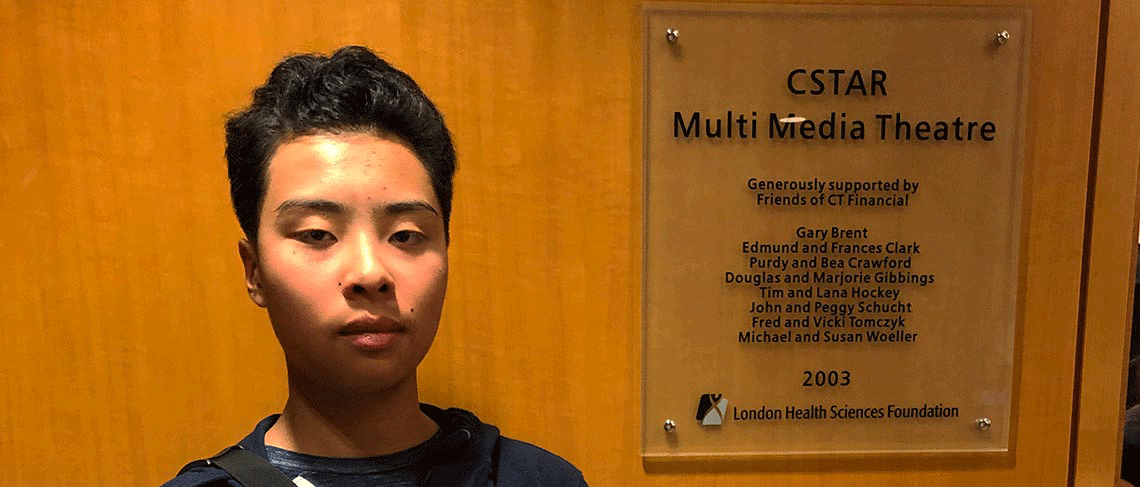 CSTAR
Multi Media Theatre
Generously supported by
Friends of CT Financial
Gary Brent
Edmund and Frances Clark
Purdy and Bea Crawford
Douglas and Marjorie Gibbings
Tim and Lana Hockey
John and Peggy Schucht
Fred and Vicki Tomczyk
Michael and Susan Woeller
2003
London Health Sciences Foundation